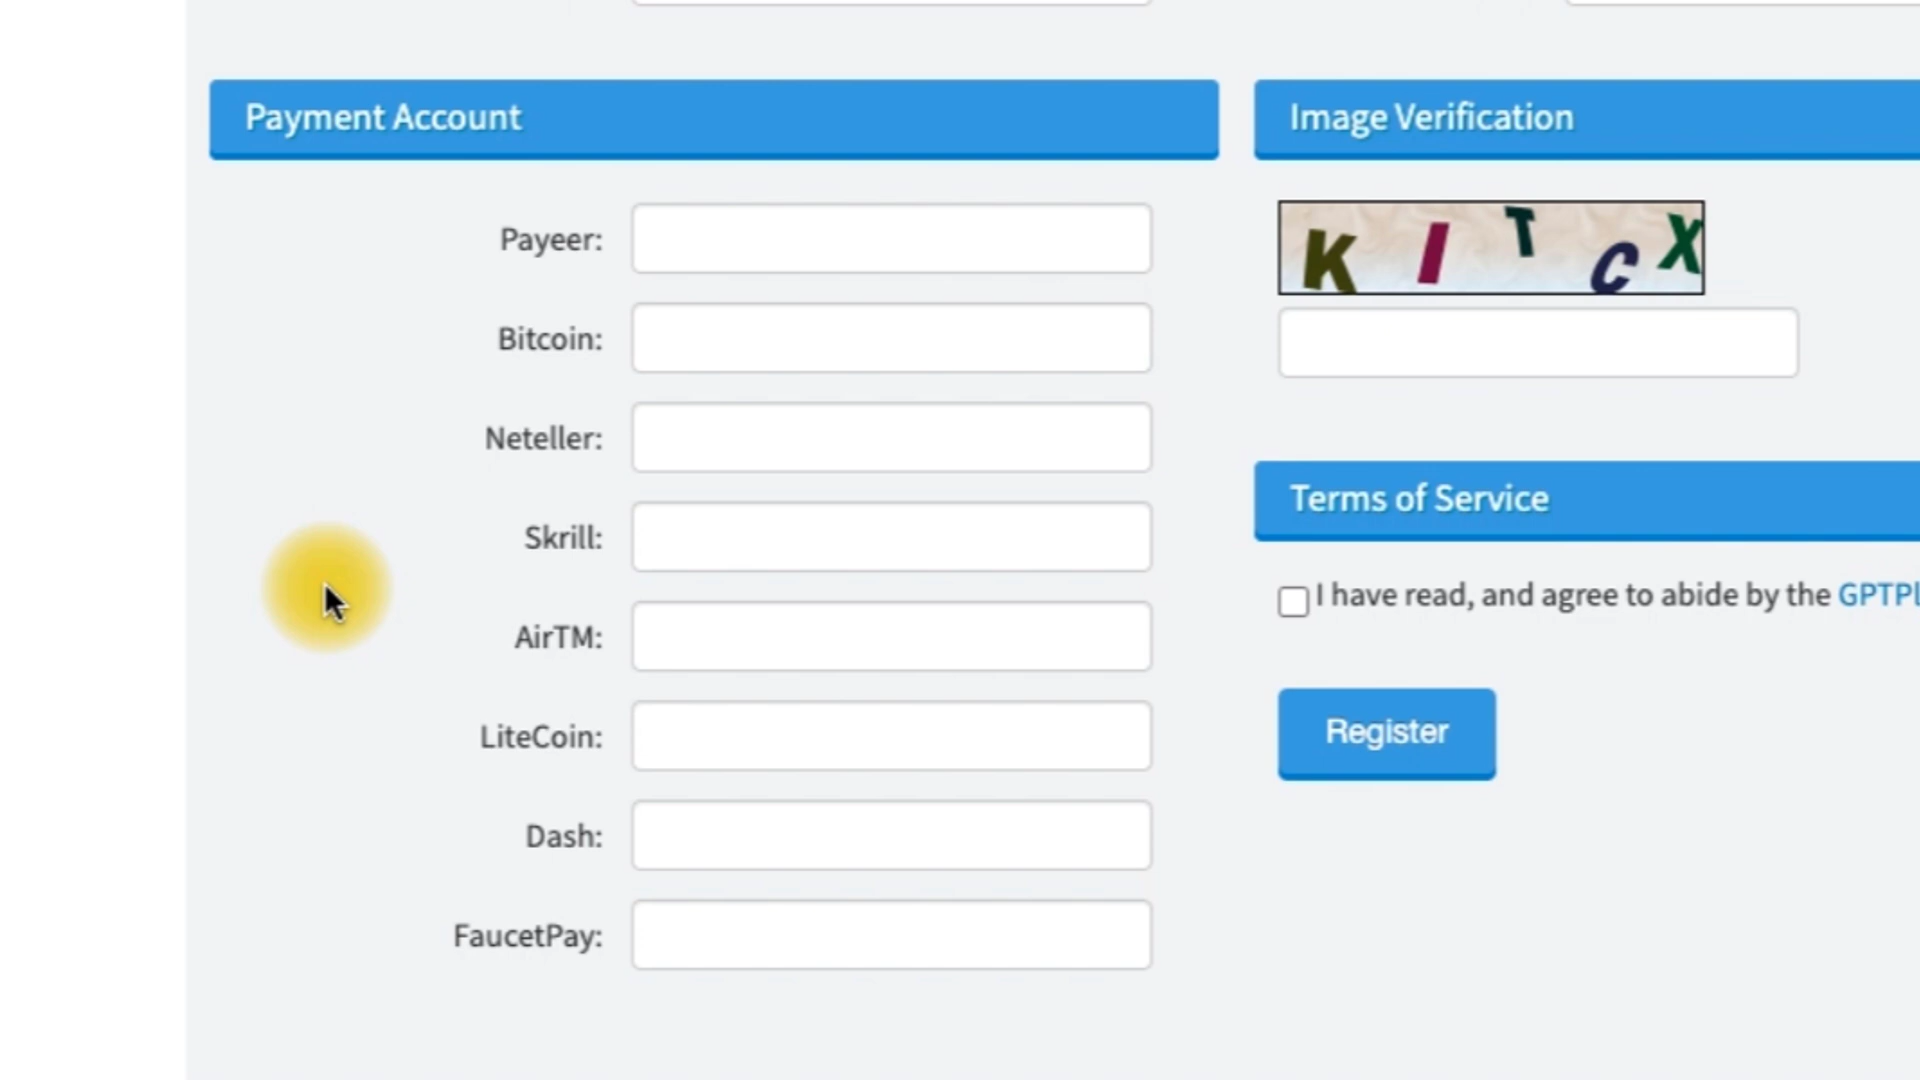 Payment Account
Payeer:
Bitcoin:
Neteller:
Skrill:
AirTM:
LiteCoin:
Dash:
FaucetPay:
Image Verification
K I T C X
Terms of Service
I have read, and agree to abide by the GPTPl
Register